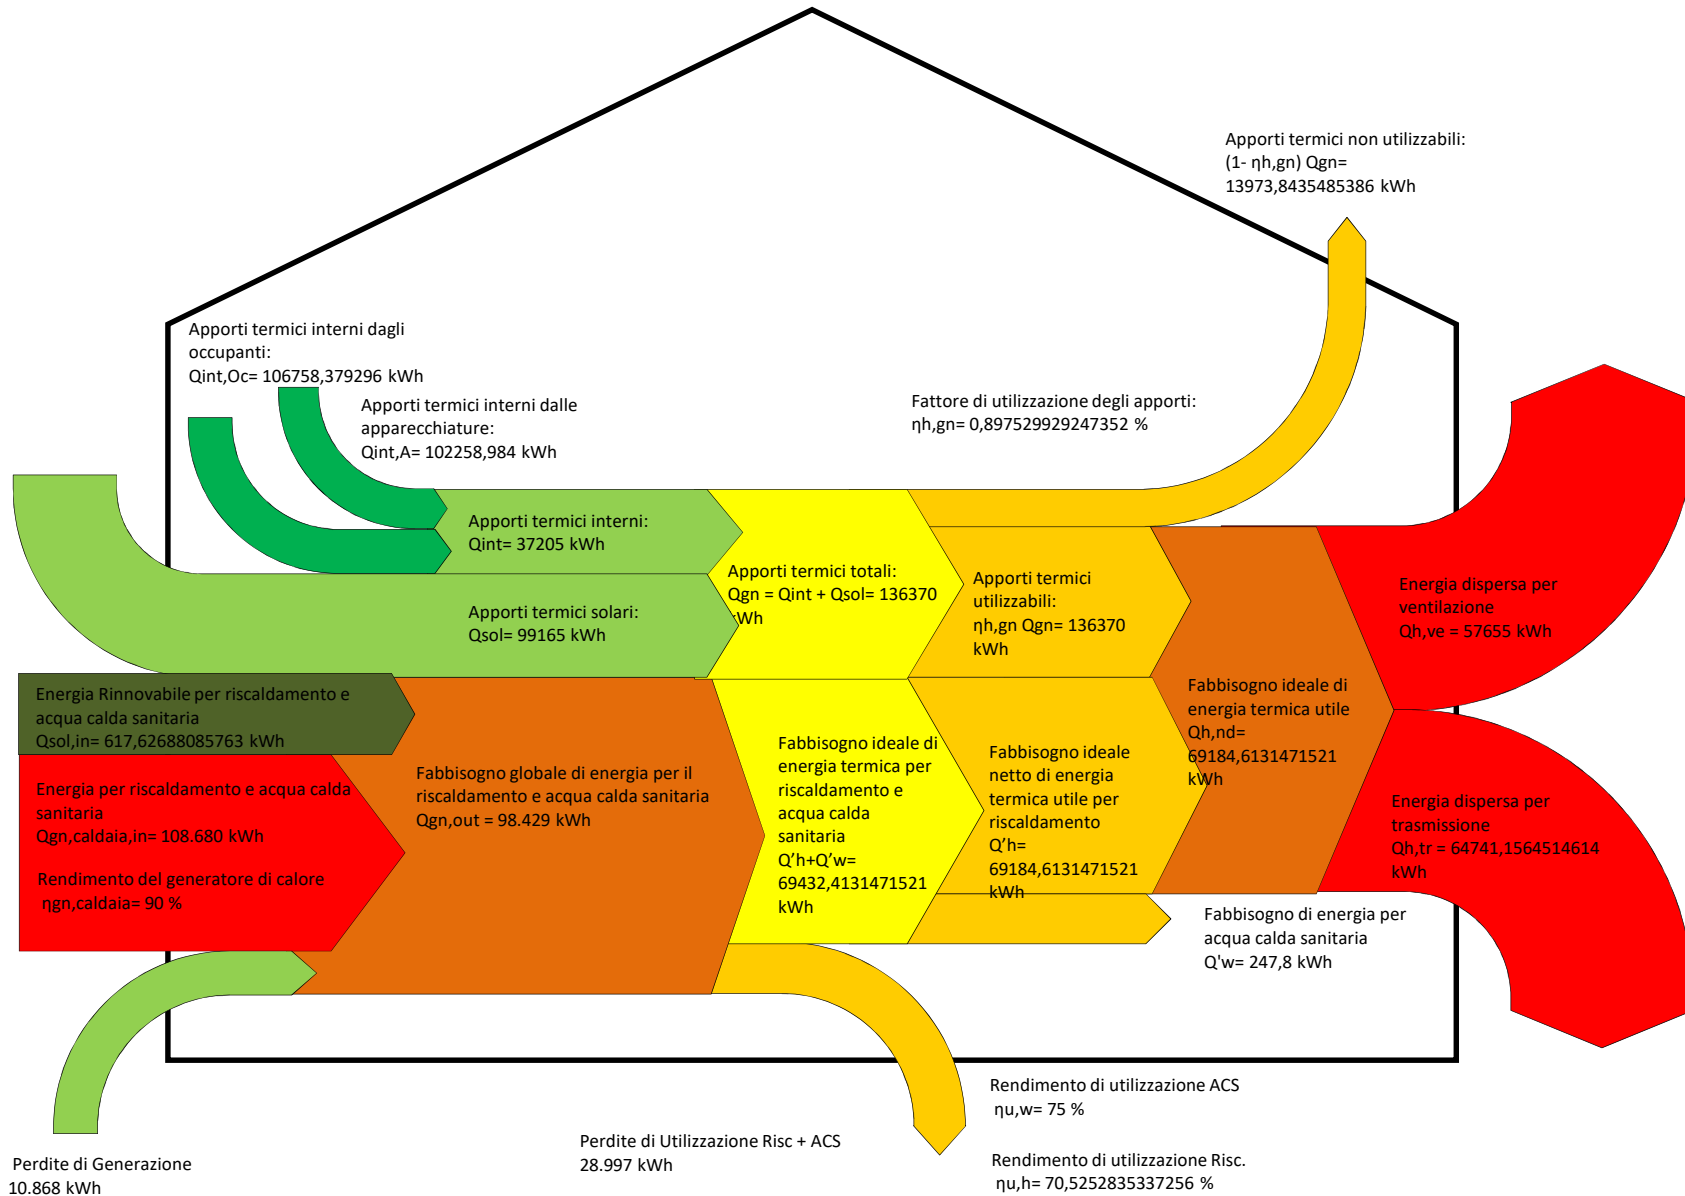 Apporti termici non utilizzabili:
(1- ηh,gn) Qgn=
13973,8435485386 kWh
Apporti termici interni dagli
occupanti:
Qint,Oc= 106758,379296 kWh
Apporti termici interni dalle
apparecchiature:
Qint,A= 102258,984 kWh
Fattore di utilizzazione degli apporti:
ηh,gn= 0,897529929247352 %
Apporti termici interni:
Qint= 37205 kWh
Apporti termici solari:
Qsol= 99165 kWh
Apporti termici totali:
Qgn = Qint + Qsol= 136370
kWh
Apporti termici
utilizzabili:
ηh,gn Qgn= 136370
kWh
Energia dispersa per
ventilazione
Qh,ve = 57655 kWh
Energia Rinnovabile per riscaldamento e
acqua calda sanitaria
Qsol,in= 617,62688085763 kWh
Energia per riscaldamento e acqua calda
sanitaria
Qgn,caldaia,in= 108.680 kWh
Rendimento del generatore di calore
ηgn,caldaia= 90 %
Fabbisogno globale di energia per il
riscaldamento e acqua calda sanitaria
Qgn,out = 98.429 kWh
Fabbisogno ideale di
energia termica per
riscaldamento e
acqua calda
sanitaria
Q’h+Q’w=
69432,4131471521
kWh
Fabbisogno ideale
netto di energia
termica utile per
riscaldamento
Q’h=
69184,6131471521
kWh
Fabbisogno ideale di
energia termica utile
Qh,nd=
69184,6131471521
kWh
Energia dispersa per
trasmissione
Qh,tr = 64741,1564514614
kWh
Fabbisogno di energia per
acqua calda sanitaria
Q'w= 247,8 kWh
Rendimento di utilizzazione ACS
ηu,w= 75 %
Perdite di Utilizzazione Risc + ACS
28.997 kWh
Rendimento di utilizzazione Risc.
ηu,h= 70,5252835337256 %
Perdite di Generazione
10.868 kWh